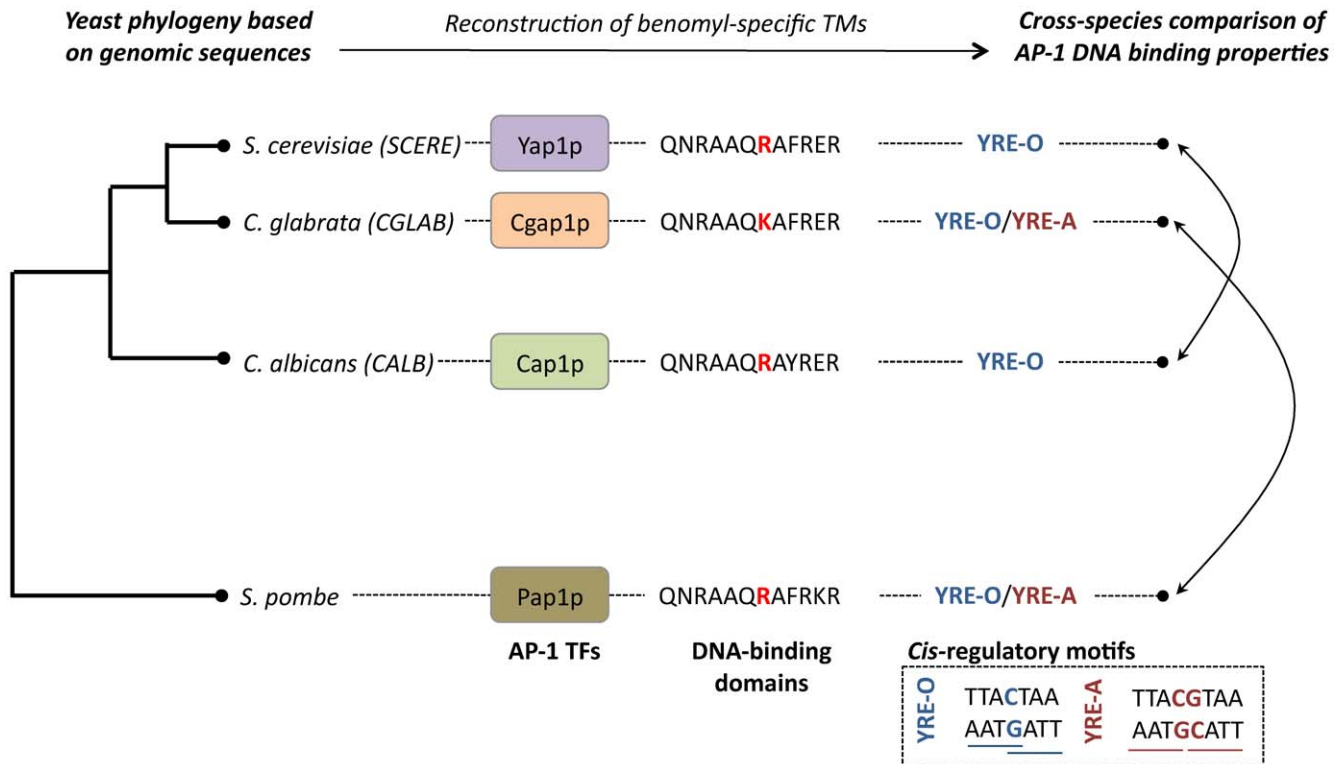 Yeast phylogeny based
on genomic sequences
Reconstruction of benomyl-specific TMs
Cross-species comparison of
AP-1 DNA binding properties
S. cerevisiae (SCERE)
Yap1p
QNRAAQRAFRER
YRE-O
C. glabrata (CGLAB)
Cgap1p
QNRAAQKAFRER
YRE-O/YRE-A
C. albicans (CALB)
Cap1p
QNRAAQRAYRER
YRE-O
S. pombe
Pap1p
QNRAAQRAFRKR
YRE-O/YRE-A
AP-1 TFs
DNA-binding
domains
Cis-regulatory motifs
YRE-O
TTACTAA
AATGATT
YRE-A
TTACGTAA
AATGCATT